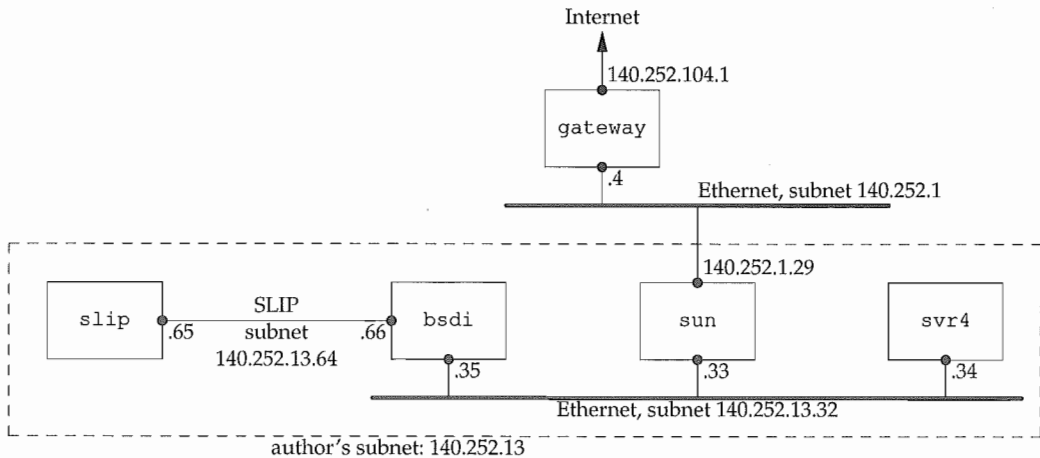 Internet
140.252.104.1
gateway
.4
Ethernet, subnet 140.252.1
140.252.1.29
slip
.65
SLIP
subnet
140.252.13.64
.66
bsdi
.35
sun
.33
svr4
.34
Ethernet, subnet 140.252.13.32
author's subnet: 140.252.13